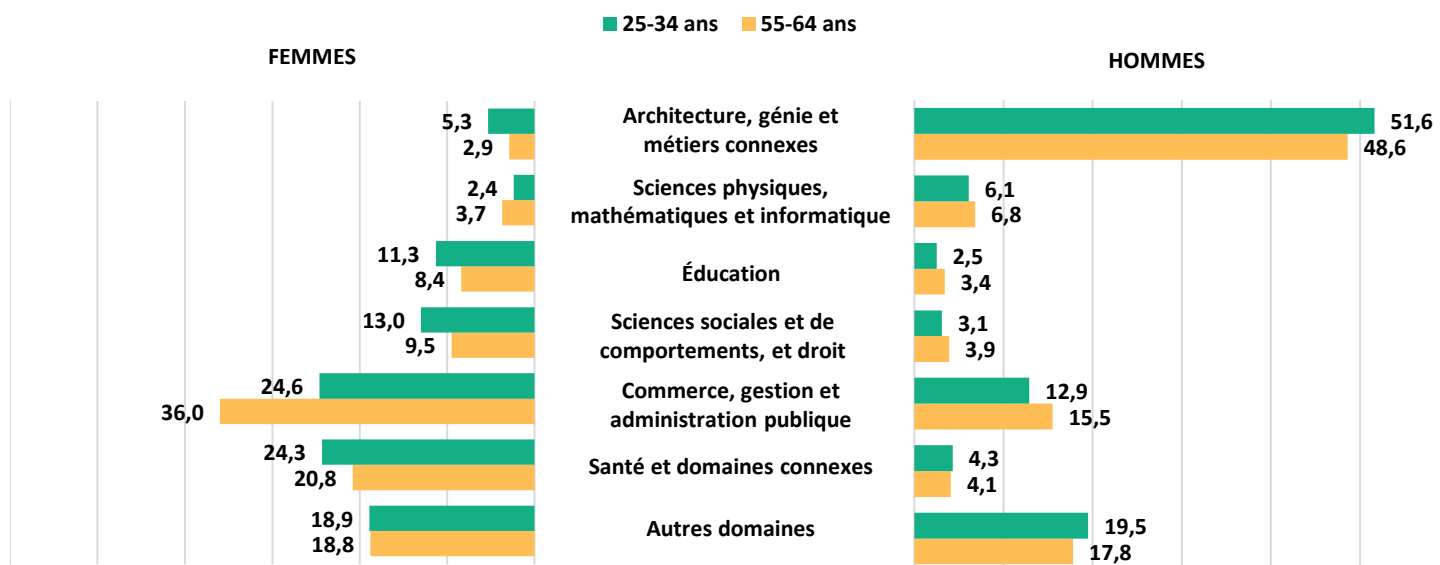 25-34 ans 55-64 ans
FEMMES
HOMMES
5,3
2,9
Architecture, génie et
métiers connexes
51,6
48,6
2,4
3,7
Sciences physiques,
mathématiques et informatique
6,1
6,8
11,3
8,4
Éducation
2,5
3,4
13,0
9,5
Sciences sociales et de
comportements, et droit
3,1
3,9
24,6
36,0
Commerce, gestion et
administration publique
12,9
15,5
24,3
20,8
Santé et domaines connexes
4,3
4,1
18,9
18,8
Autres domaines
19,5
17,8